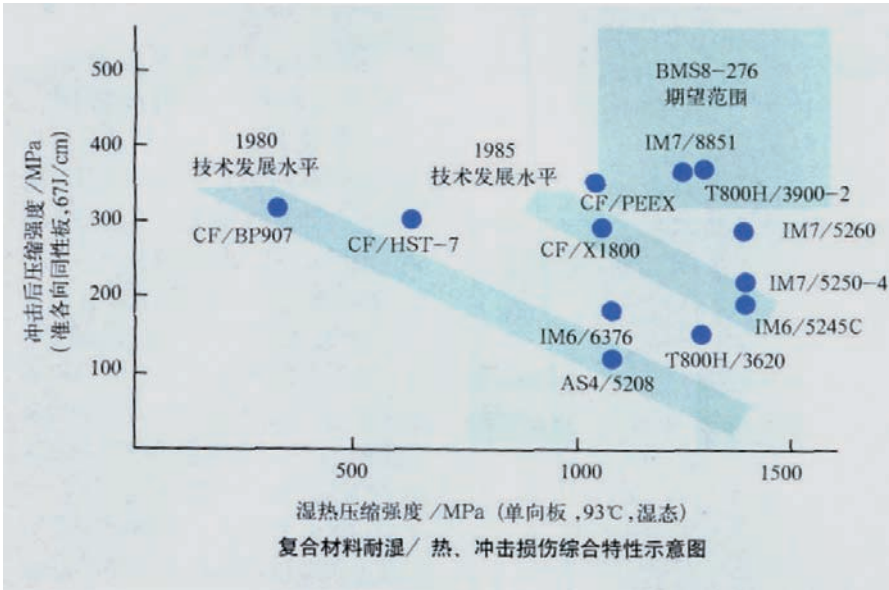 冲击后压缩强度/MPa
(准各向同性板,67J/cm)
500
400
300
200
100
BMS8-276
期望范围
1980
技术发展水平
1985
技术发展水平
IM7/8851
T800H/3900-2
CF/PEEX
CF/BP907
CF/HST-7
CF/X1800
IM7/5260
IM7/5250-4
IM6/5245C
IM6/6376
T800H/3620
AS4/5208
500
1000
1500
湿热压缩强度/MPa (单向板,93℃,湿态)
复合材料耐湿/ 热、冲击损伤综合特性示意图